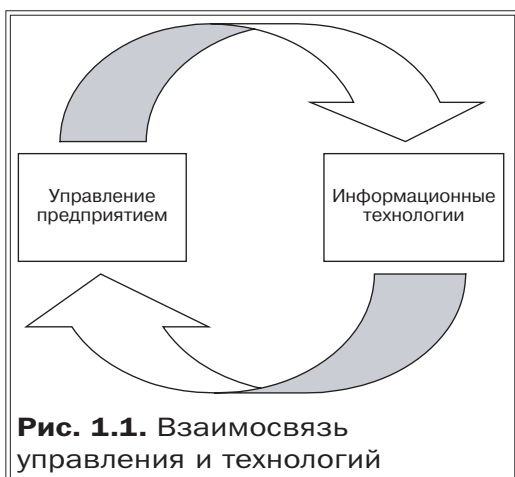 Управление
предприятием
Информационные
технологии
Рис. 1.1. Взаимосвязь
управления и технологий